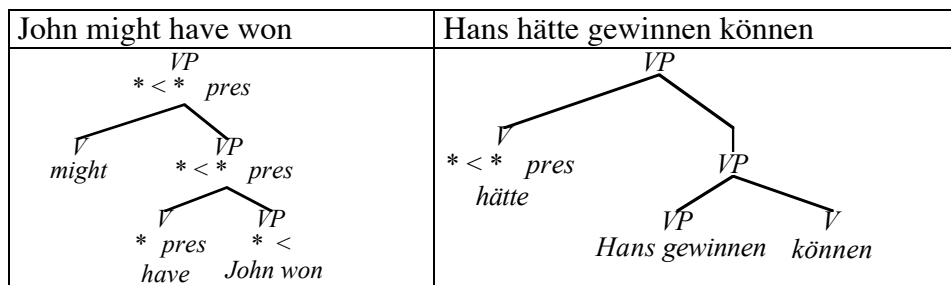 John might have won
Hans hätte gewinnen können
VP
* < * pres
V
might
VP
* < * pres
V
* pres
have
VP
* <
John won
VP
V
* < * pres
hätte
VP
VP
Hans gewinnen
V
können